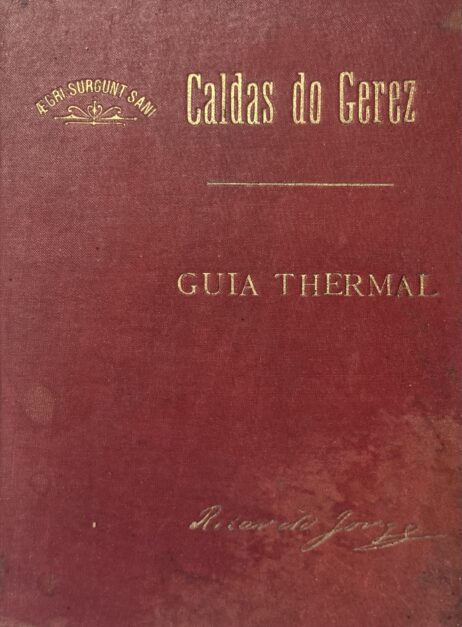 ÆGRI SURGUNT SANI
Caldas do Gerez
GUIA THERMAL
Ricardo Jorge